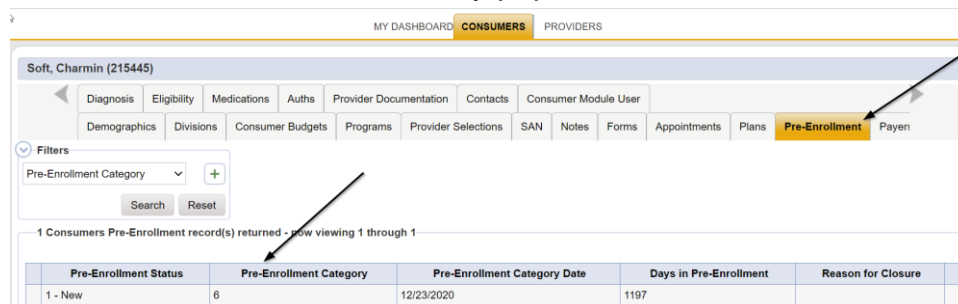 MY DASHBOARD CONSUMERS PROVIDERS
Soft, Charmin (215445)
Diagnosis Eligibility Medications Auths Provider Documentation Contacts Consumer Module User
Demographics Divisions Consumer Budgets Programs Provider Selections SAN Notes Forms Appointments Plans Pre-Enrollment Payers
Filters
Pre-Enrollment Category +
Search Reset
1 Consumers Pre-Enrollment record(s) returned - now viewing 1 through 1
Pre-Enrollment Status Pre-Enrollment Category Pre-Enrollment Category Date Days in Pre-Enrollment Reason for Closure
1 - New 6 12/23/2020 1197